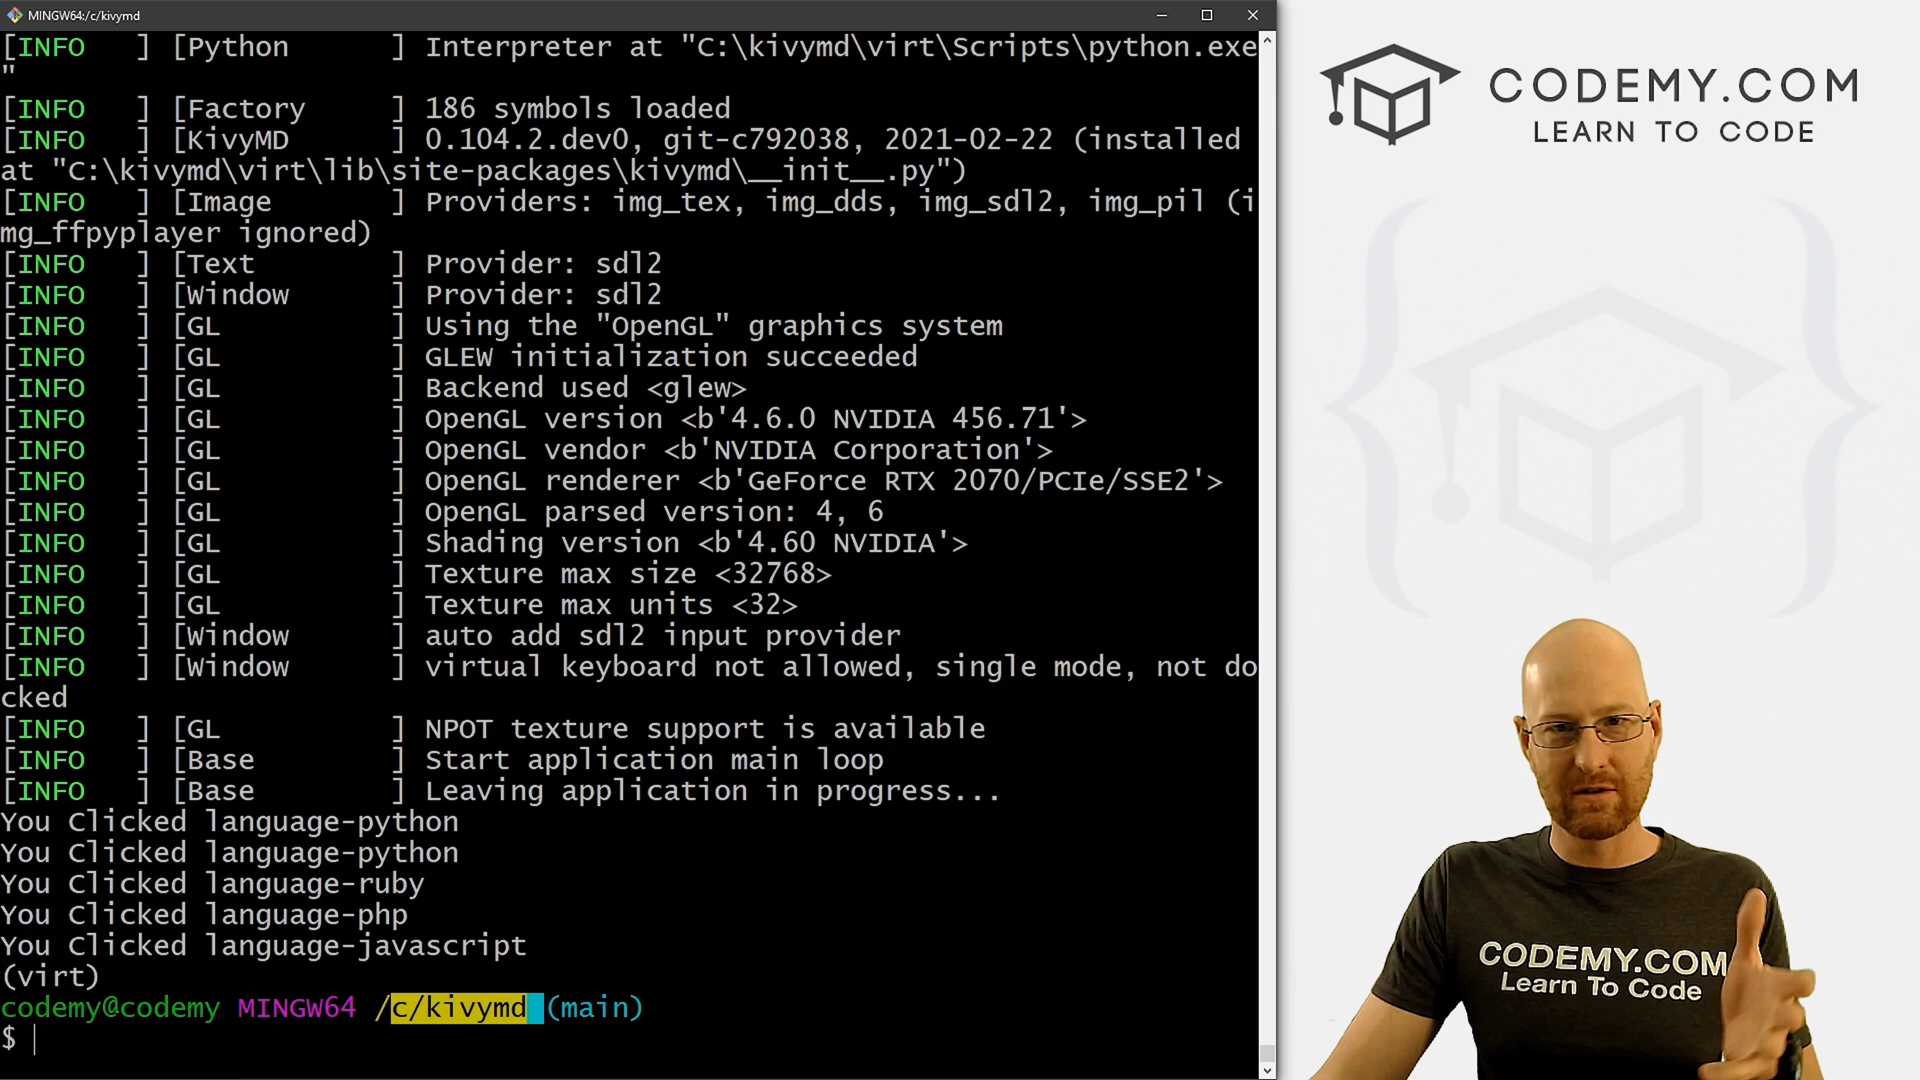 MINGW64:/c/kivymd
[INFO   ] [Python      ] Interpreter at "C:\kivymd\virt\Scripts\python.exe
"
[INFO   ] [Factory     ] 186 symbols loaded
[INFO   ] [KivyMD      ] 0.104.2.dev0, git-c792038, 2021-02-22 (installed
at "C:\kivymd\virt\lib\site-packages\kivymd\__init__.py")
[INFO   ] [Image       ] Providers: img_tex, img_dds, img_sdl2, img_pil (i
mg_ffpyplayer ignored)
[INFO   ] [Text        ] Provider: sdl2
[INFO   ] [Window      ] Provider: sdl2
[INFO   ] [GL          ] Using the "OpenGL" graphics system
[INFO   ] [GL          ] GLEW initialization succeeded
[INFO   ] [GL          ] Backend used <glew>
[INFO   ] [GL          ] OpenGL version <b'4.6.0 NVIDIA 456.71'>
[INFO   ] [GL          ] OpenGL vendor <b'NVIDIA Corporation'>
[INFO   ] [GL          ] OpenGL renderer <b'GeForce RTX 2070/PCIe/SSE2'>
[INFO   ] [GL          ] OpenGL parsed version: 4, 6
[INFO   ] [GL          ] Shading version <b'4.60 NVIDIA'>
[INFO   ] [GL          ] Texture max size <32768>
[INFO   ] [GL          ] Texture max units <32>
[INFO   ] [Window      ] auto add sdl2 input provider
[INFO   ] [Window      ] virtual keyboard not allowed, single mode, not do
cked
[INFO   ] [GL          ] NPOT texture support is available
[INFO   ] [Base        ] Start application main loop
[INFO   ] [Base        ] Leaving application in progress...
You Clicked language-python
You Clicked language-python
You Clicked language-ruby
You Clicked language-php
You Clicked language-javascript
(virt)
codemy@codemy MINGW64 /c/kivymd (main)
$
CODEMY.COM
LEARN TO CODE
CODEMY.COM
Learn To Code